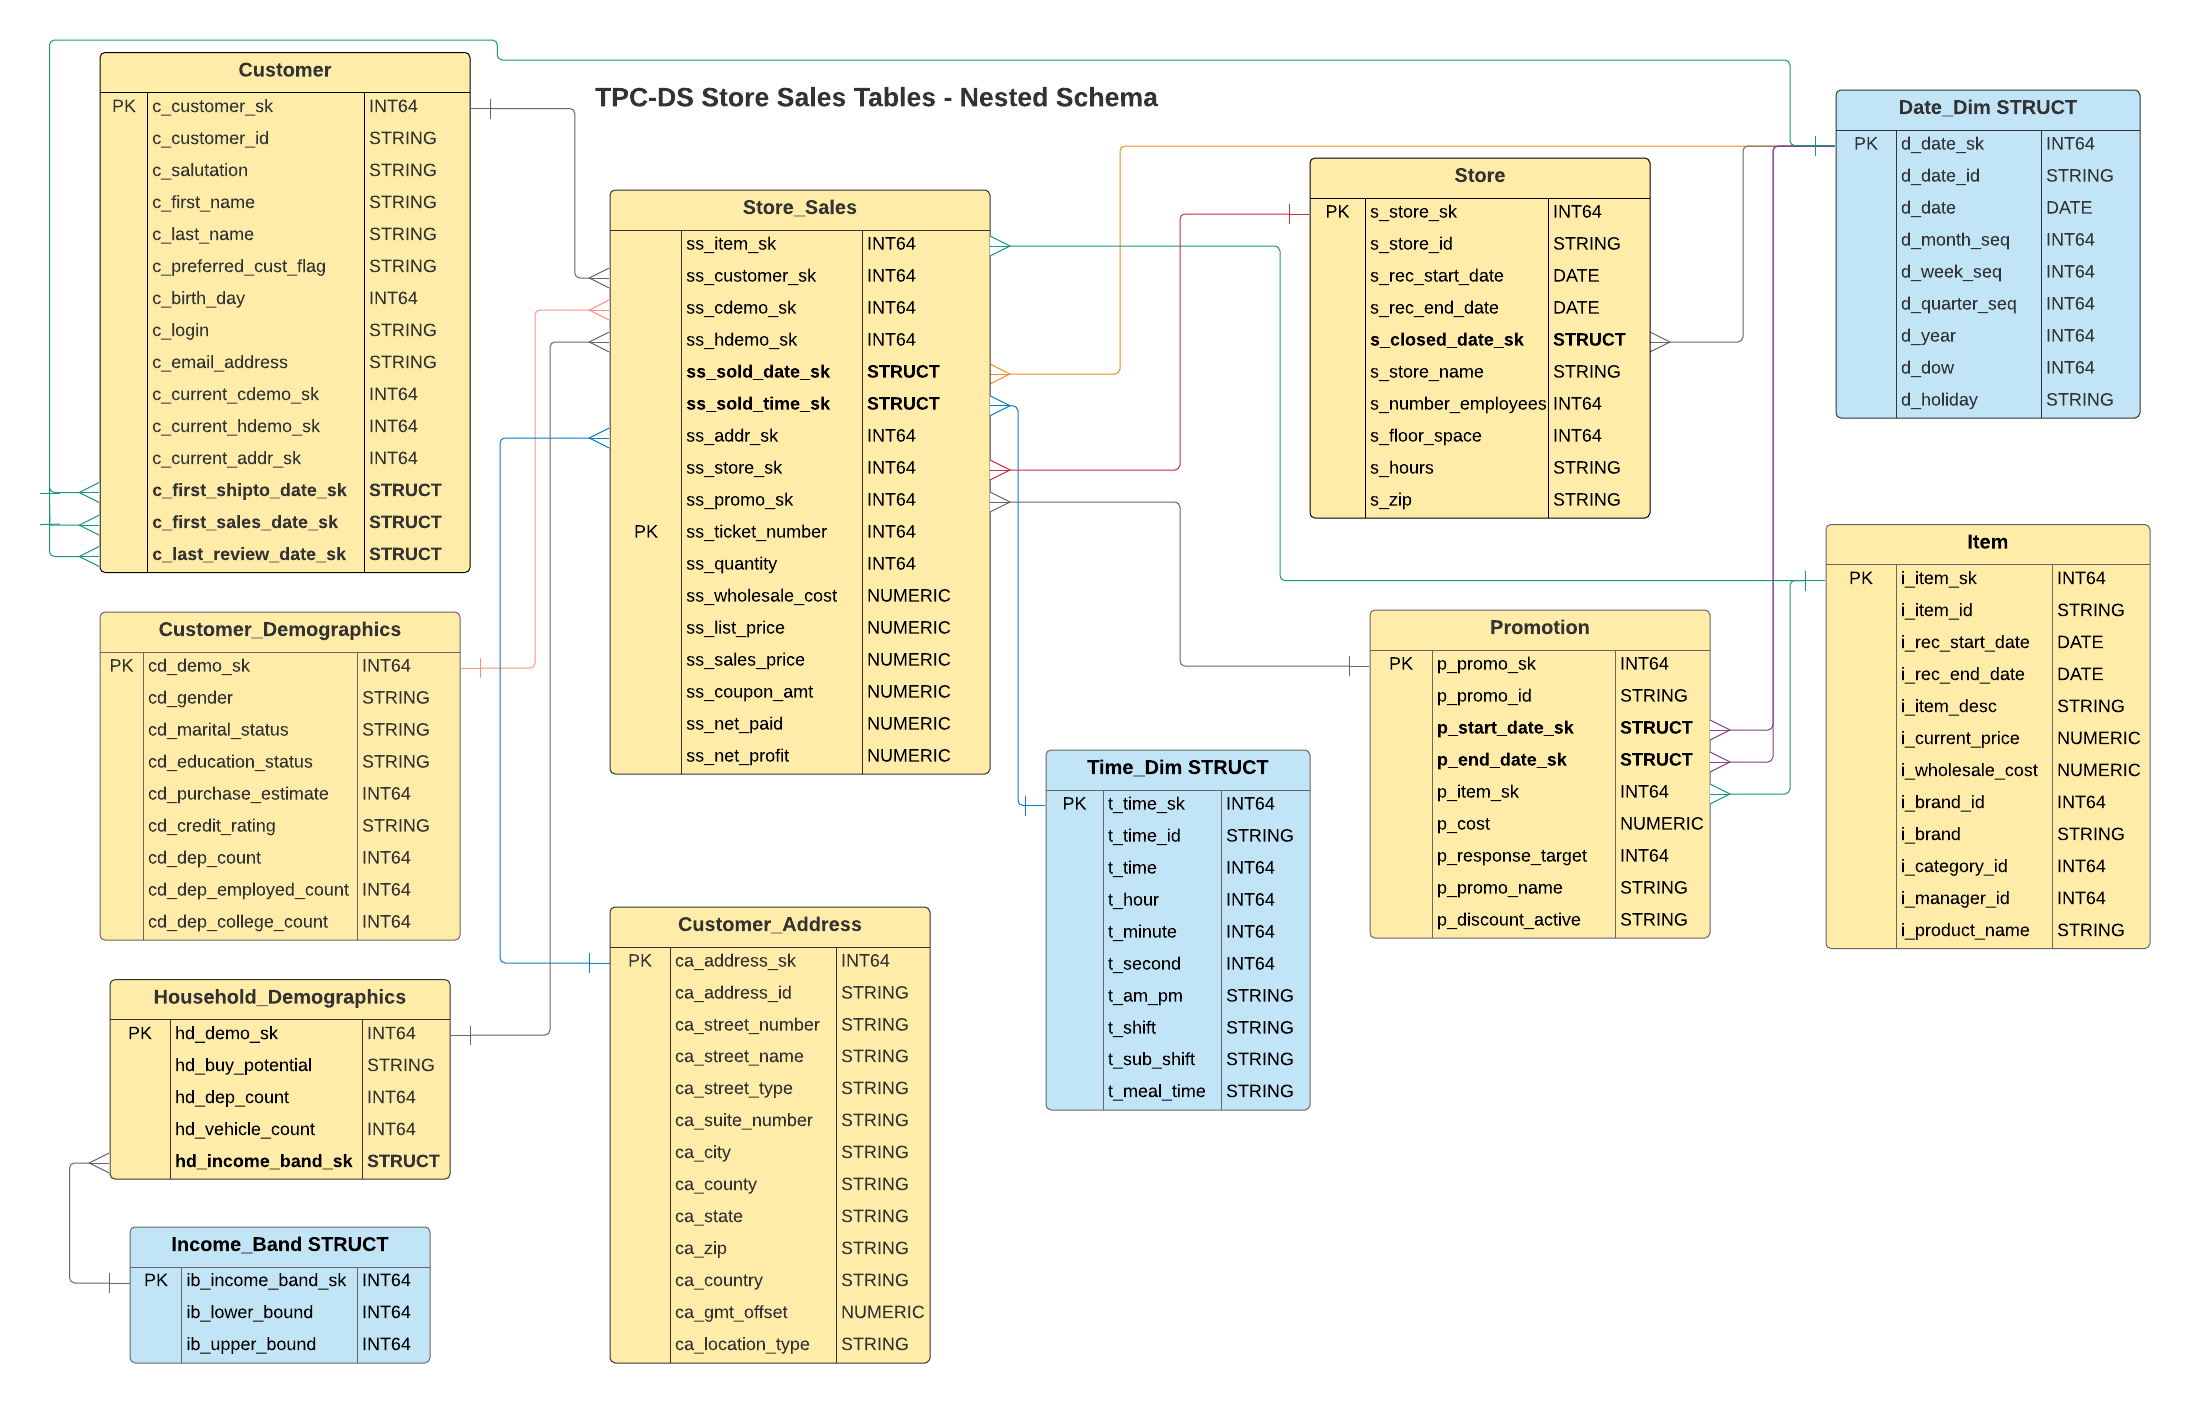 TPC-DS Store Sales Tables - Nested Schema
Customer
PK c_customer_sk INT64
c_customer_id STRING
c_salutation STRING
c_first_name STRING
c_last_name STRING
c_preferred_cust_flag STRING
c_birth_day INT64
c_login STRING
c_email_address STRING
c_current_cdemo_sk INT64
c_current_hdemo_sk INT64
c_current_addr_sk INT64
c_first_shipto_date_sk STRUCT
c_first_sales_date_sk STRUCT
c_last_review_date_sk STRUCT
Customer_Demographics
PK cd_demo_sk INT64
cd_gender STRING
cd_marital_status STRING
cd_education_status STRING
cd_purchase_estimate INT64
cd_credit_rating STRING
cd_dep_count INT64
cd_dep_employed_count INT64
cd_dep_college_count INT64
Household_Demographics
PK hd_demo_sk INT64
hd_buy_potential STRING
hd_dep_count INT64
hd_vehicle_count INT64
hd_income_band_sk STRUCT
Income_Band STRUCT
PK ib_income_band_sk INT64
ib_lower_bound INT64
ib_upper_bound INT64
Store_Sales
ss_item_sk INT64
ss_customer_sk INT64
ss_cdemo_sk INT64
ss_hdemo_sk INT64
ss_sold_date_sk STRUCT
ss_sold_time_sk STRUCT
ss_addr_sk INT64
ss_store_sk INT64
ss_promo_sk INT64
PK ss_ticket_number INT64
ss_quantity INT64
ss_wholesale_cost NUMERIC
ss_list_price NUMERIC
ss_sales_price NUMERIC
ss_coupon_amt NUMERIC
ss_net_paid NUMERIC
ss_net_profit NUMERIC
Customer_Address
PK ca_address_sk INT64
ca_address_id STRING
ca_street_number STRING
ca_street_name STRING
ca_street_type STRING
ca_suite_number STRING
ca_city STRING
ca_county STRING
ca_state STRING
ca_zip STRING
ca_country STRING
ca_gmt_offset NUMERIC
ca_location_type STRING
Time_Dim STRUCT
PK t_time_sk INT64
t_time_id STRING
t_time INT64
t_hour INT64
t_minute INT64
t_second INT64
t_am_pm STRING
t_shift STRING
t_sub_shift STRING
t_meal_time STRING
Store
PK s_store_sk INT64
s_store_id STRING
s_rec_start_date DATE
s_rec_end_date DATE
s_closed_date_sk STRUCT
s_store_name STRING
s_number_employees INT64
s_floor_space INT64
s_hours STRING
s_zip STRING
Promotion
PK p_promo_sk INT64
p_promo_id STRING
p_start_date_sk STRUCT
p_end_date_sk STRUCT
p_item_sk INT64
p_cost NUMERIC
p_response_target INT64
p_promo_name STRING
p_discount_active STRING
Date_Dim STRUCT
PK d_date_sk INT64
d_date_id STRING
d_date DATE
d_month_seq INT64
d_week_seq INT64
d_quarter_seq INT64
d_year INT64
d_dow INT64
d_holiday STRING
Item
PK i_item_sk INT64
i_item_id STRING
i_rec_start_date DATE
i_rec_end_date DATE
i_item_desc STRING
i_current_price NUMERIC
i_wholesale_cost NUMERIC
i_brand_id INT64
i_brand STRING
i_category_id INT64
i_manager_id INT64
i_product_name STRING